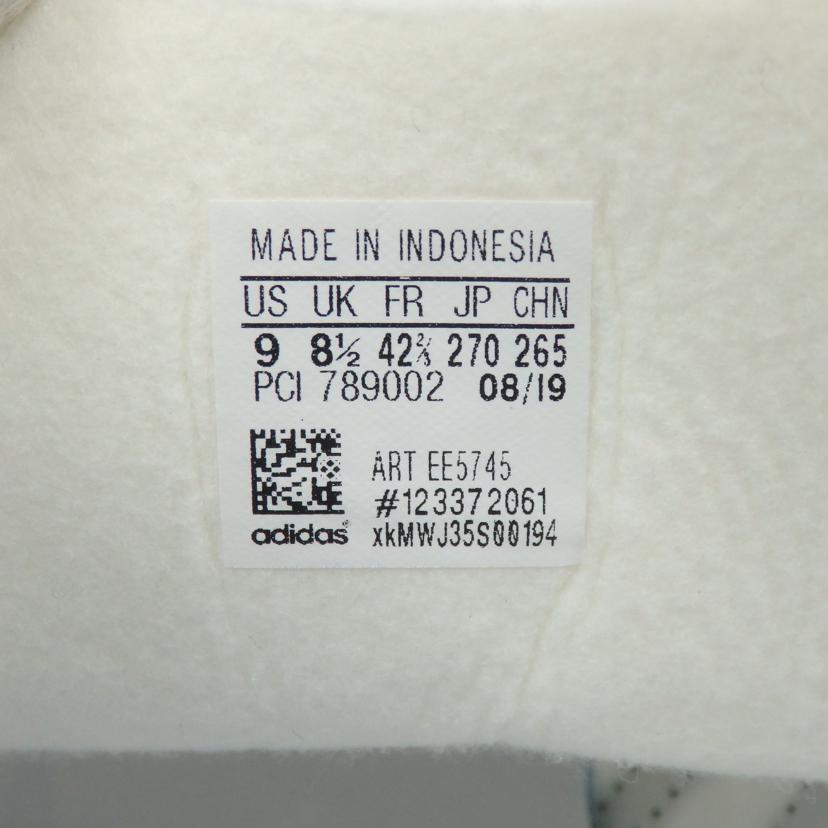 MADE IN INDONESIA
US UK FR JP CHN
9 8½ 42⅔ 270 265
PCI 789002 08/19
ART EE5745
#123372061
adidas® xkMWJ35S00194